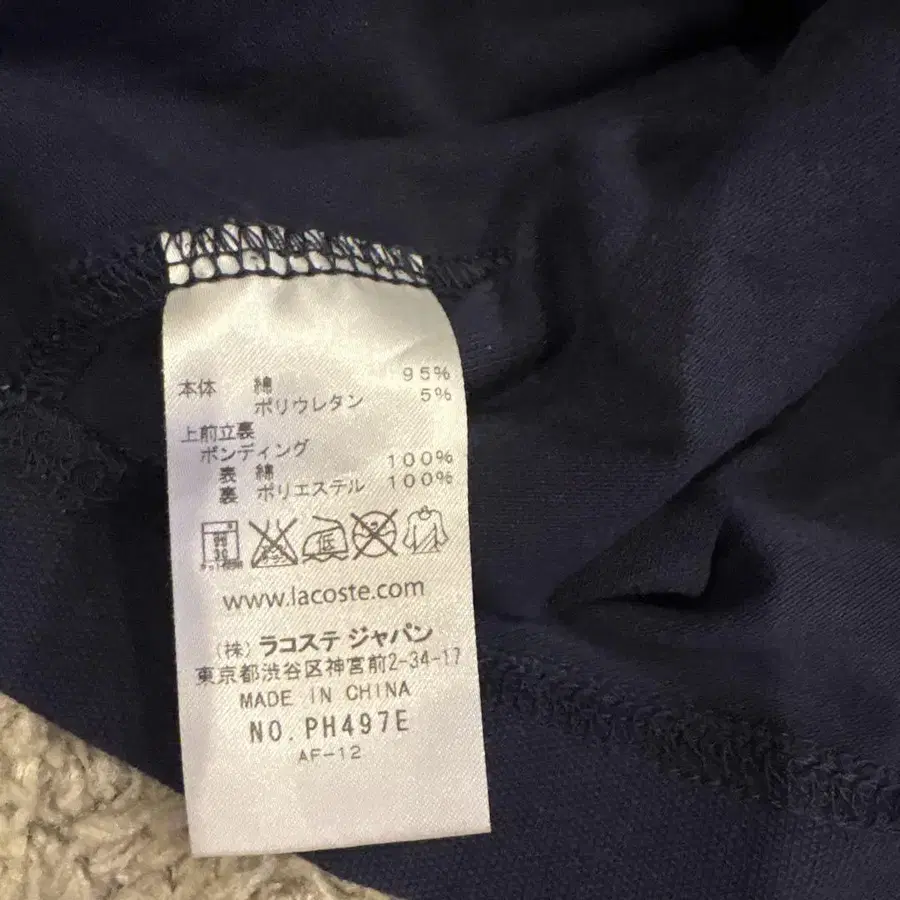 本体 綿 95%
ポリウレタン 5%
上前立裏
ボンディング
表 綿 100%
裏 ポリエステル 100%
低
www.lacoste.com
(株) ラコステ ジャパン
東京都渋谷区神宮前2-34-17
MADE IN CHINA
NO. PH497E
AF-12